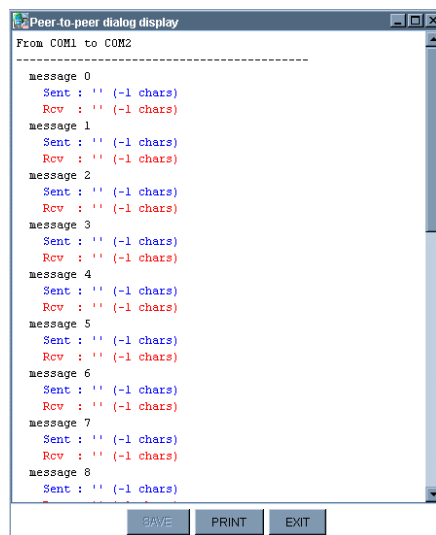 Peer-to-peer dialog display
From COM1 to COM2
-------------------------------------------
message 0
Sent : '' (-1 chars)
Rcv  : '' (-1 chars)
message 1
Sent : '' (-1 chars)
Rcv  : '' (-1 chars)
message 2
Sent : '' (-1 chars)
Rcv  : '' (-1 chars)
message 3
Sent : '' (-1 chars)
Rcv  : '' (-1 chars)
message 4
Sent : '' (-1 chars)
Rcv  : '' (-1 chars)
message 5
Sent : '' (-1 chars)
Rcv  : '' (-1 chars)
message 6
Sent : '' (-1 chars)
Rcv  : '' (-1 chars)
message 7
Sent : '' (-1 chars)
Rcv  : '' (-1 chars)
message 8
Sent : '' (-1 chars)
SAVE PRINT EXIT